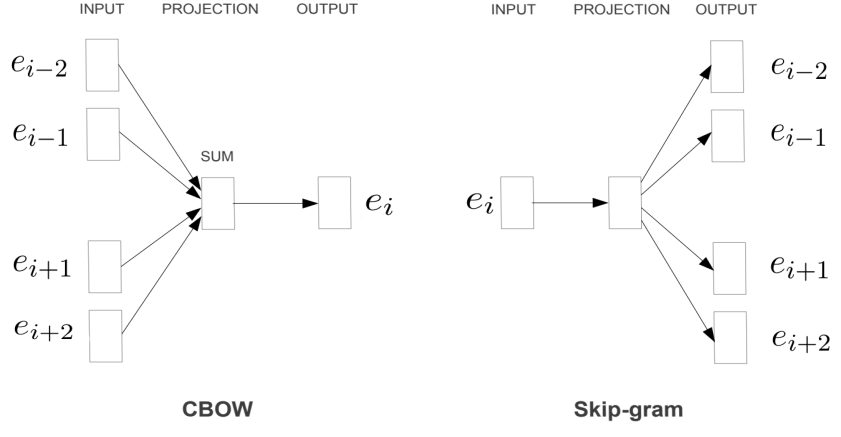 INPUT PROJECTION OUTPUT
e_{i-2}
e_{i-1}
SUM
e_i
e_{i+1}
e_{i+2}
CBOW
INPUT PROJECTION OUTPUT
e_{i-2}
e_{i-1}
e_i
e_{i+1}
e_{i+2}
Skip-gram